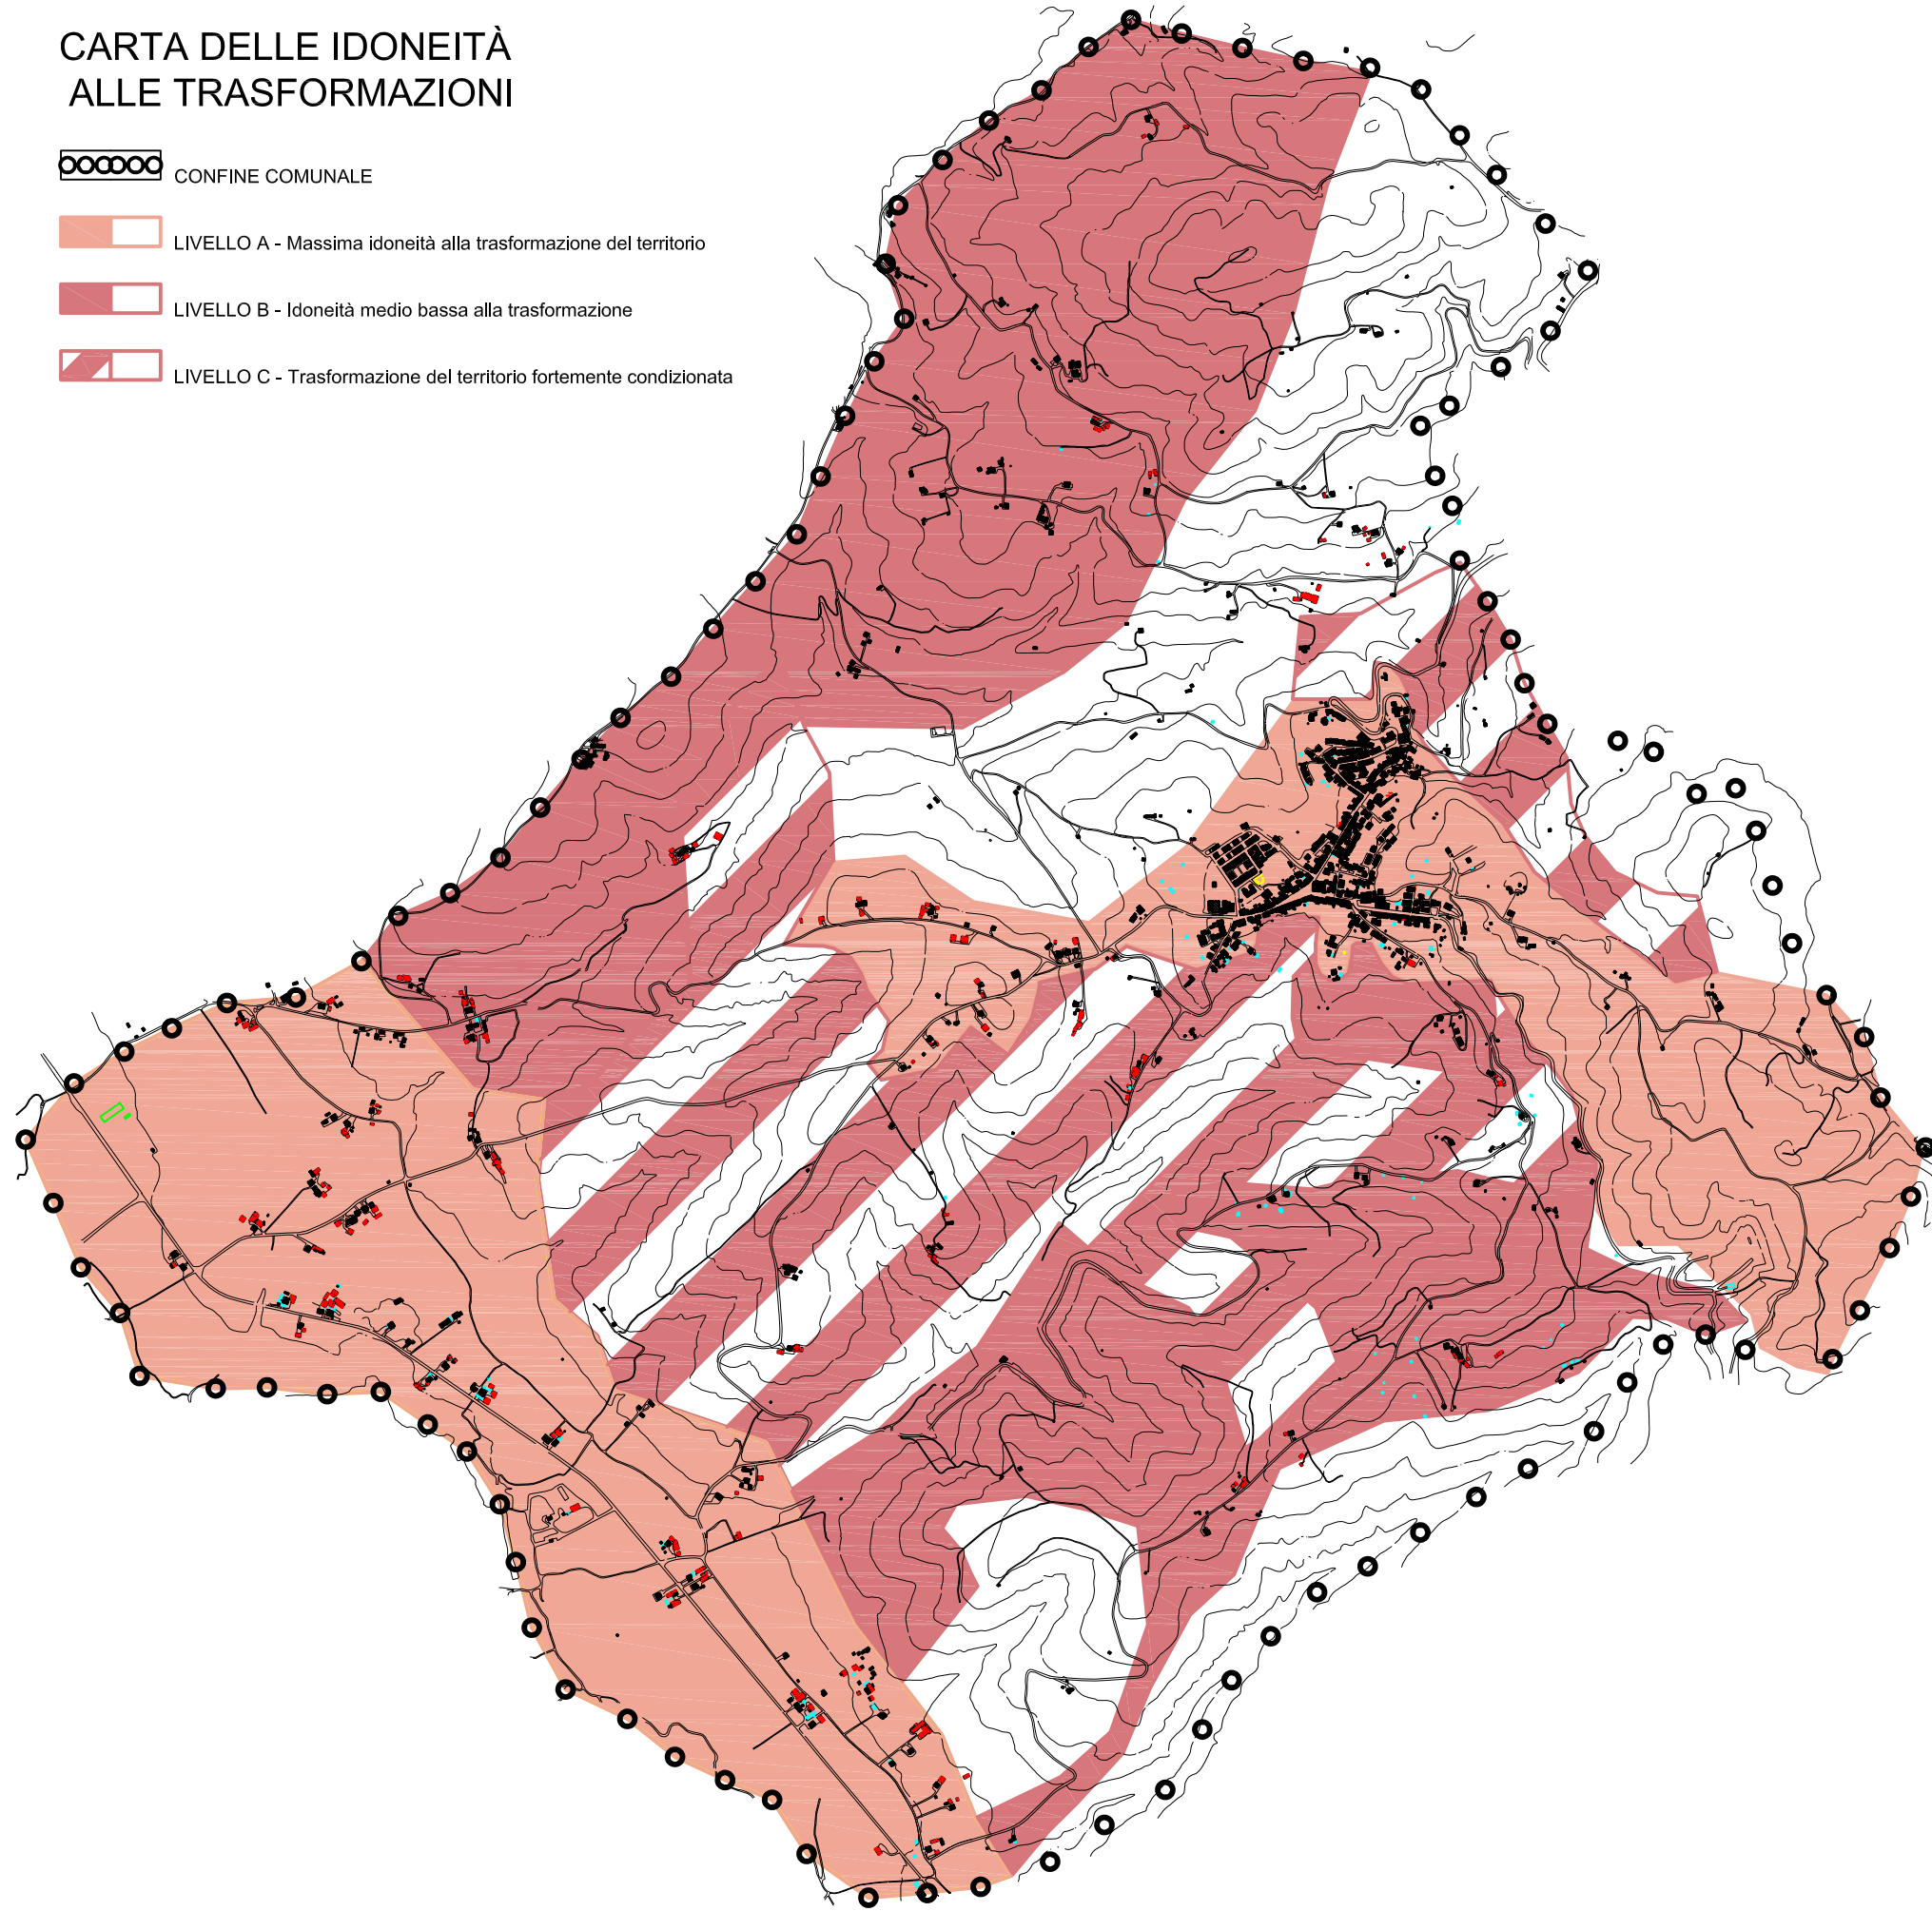 CARTA DELLE IDONEITÀ
ALLE TRASFORMAZIONI
CONFINE COMUNALE
LIVELLO A - Massima idoneità alla trasformazione del territorio
LIVELLO B - Idoneità medio bassa alla trasformazione
LIVELLO C - Trasformazione del territorio fortemente condizionata